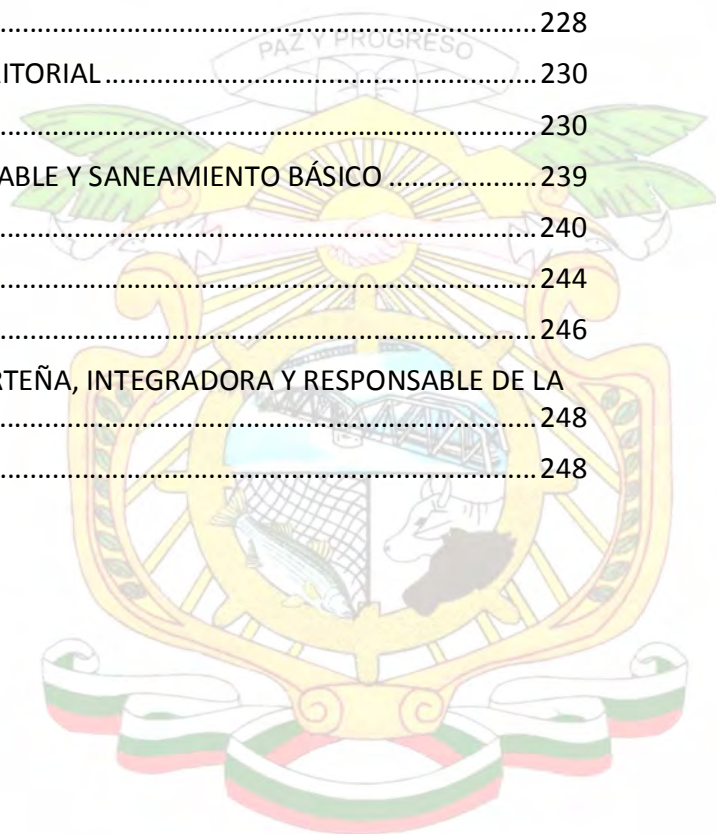 ........................................................................ 228
PAZ Y PROGRESO
ITORIAL ............................................................ 230
........................................................................ 230
ABLE Y SANEAMIENTO BÁSICO .................... 239
........................................................................ 240
........................................................................ 244
........................................................................ 246
RTEÑA, INTEGRADORA Y RESPONSABLE DE LA
........................................................................ 248
........................................................................ 248